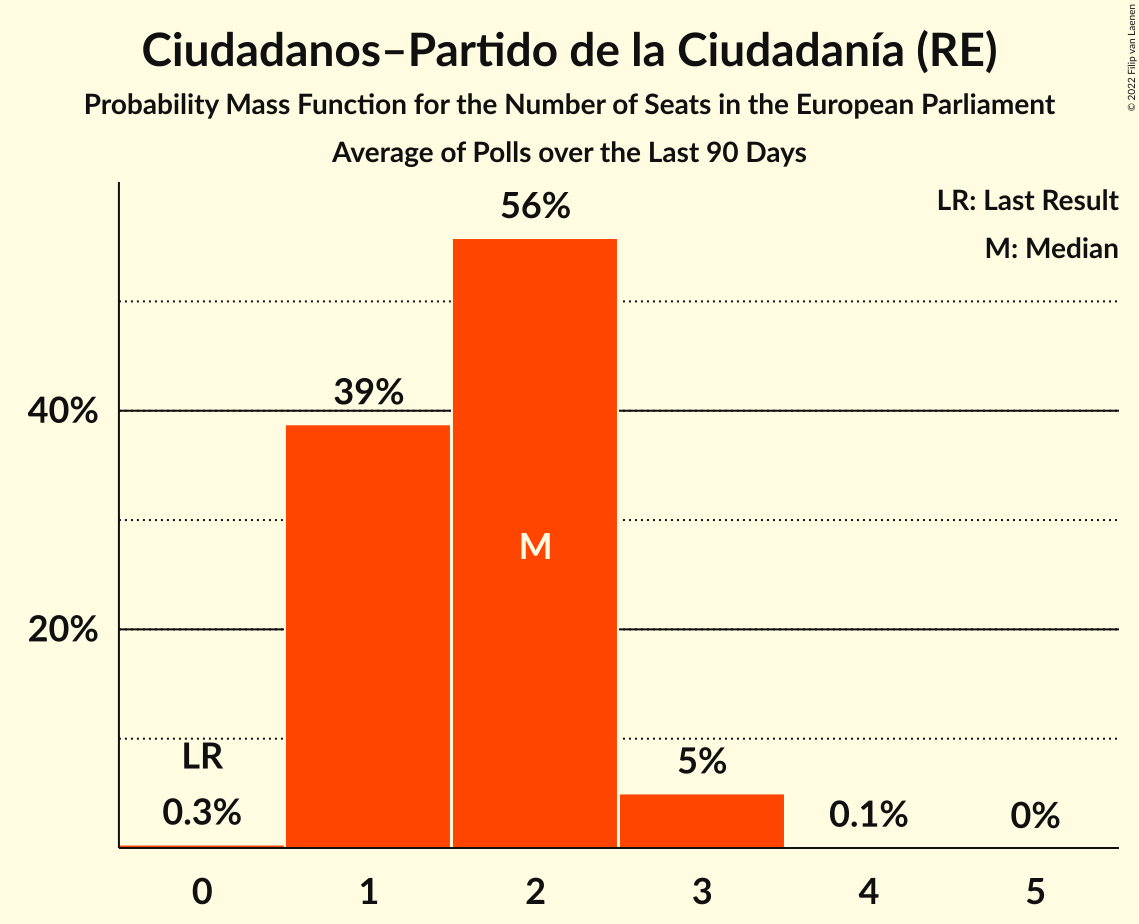 Ciudadanos–Partido de la Ciudadanía (RE)
Probability Mass Function for the Number of Seats in the European Parliament
Average of Polls over the Last 90 Days
© 2022 Filip van Laenen
LR: Last Result
M: Median
56%
39%
40%
M
20%
LR
0.3%
5%
0.1%
0%
0 1 2 3 4 5